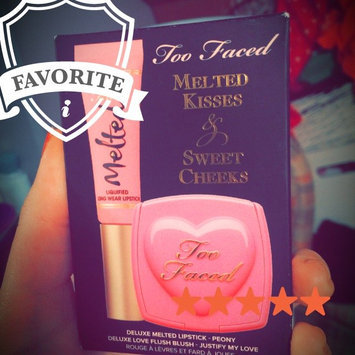 FAVORITE
i
Too Faced
MELTED
KISSES
&
SWEET
CHEEKS
Melted
LIQUIFIED
LONG WEAR LIPSTICK
Too
Faced
DELUXE MELTED LIPSTICK - PEONY
DELUXE LOVE FLUSH BLUSH - JUSTIFY MY LOVE
ROUGE À LÈVRES ET FARD À JOUES